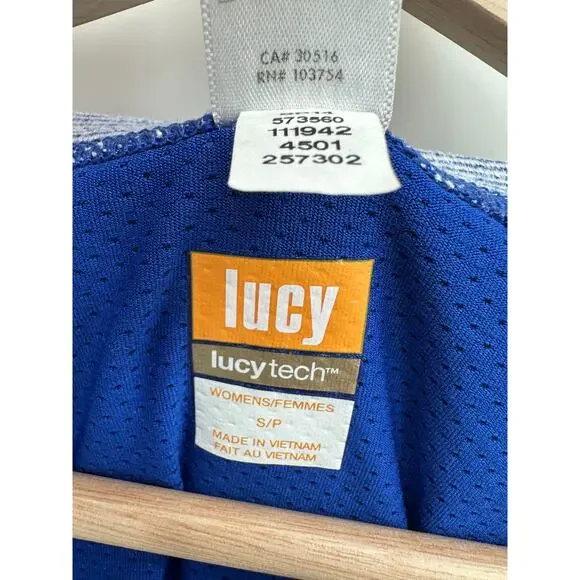 CA# 30516
RN# 103754
573560
111942
4501
257302
lucy
lucytech™
WOMENS/FEMMES
S/P
MADE IN VIETNAM
FAIT AU VIETNAM